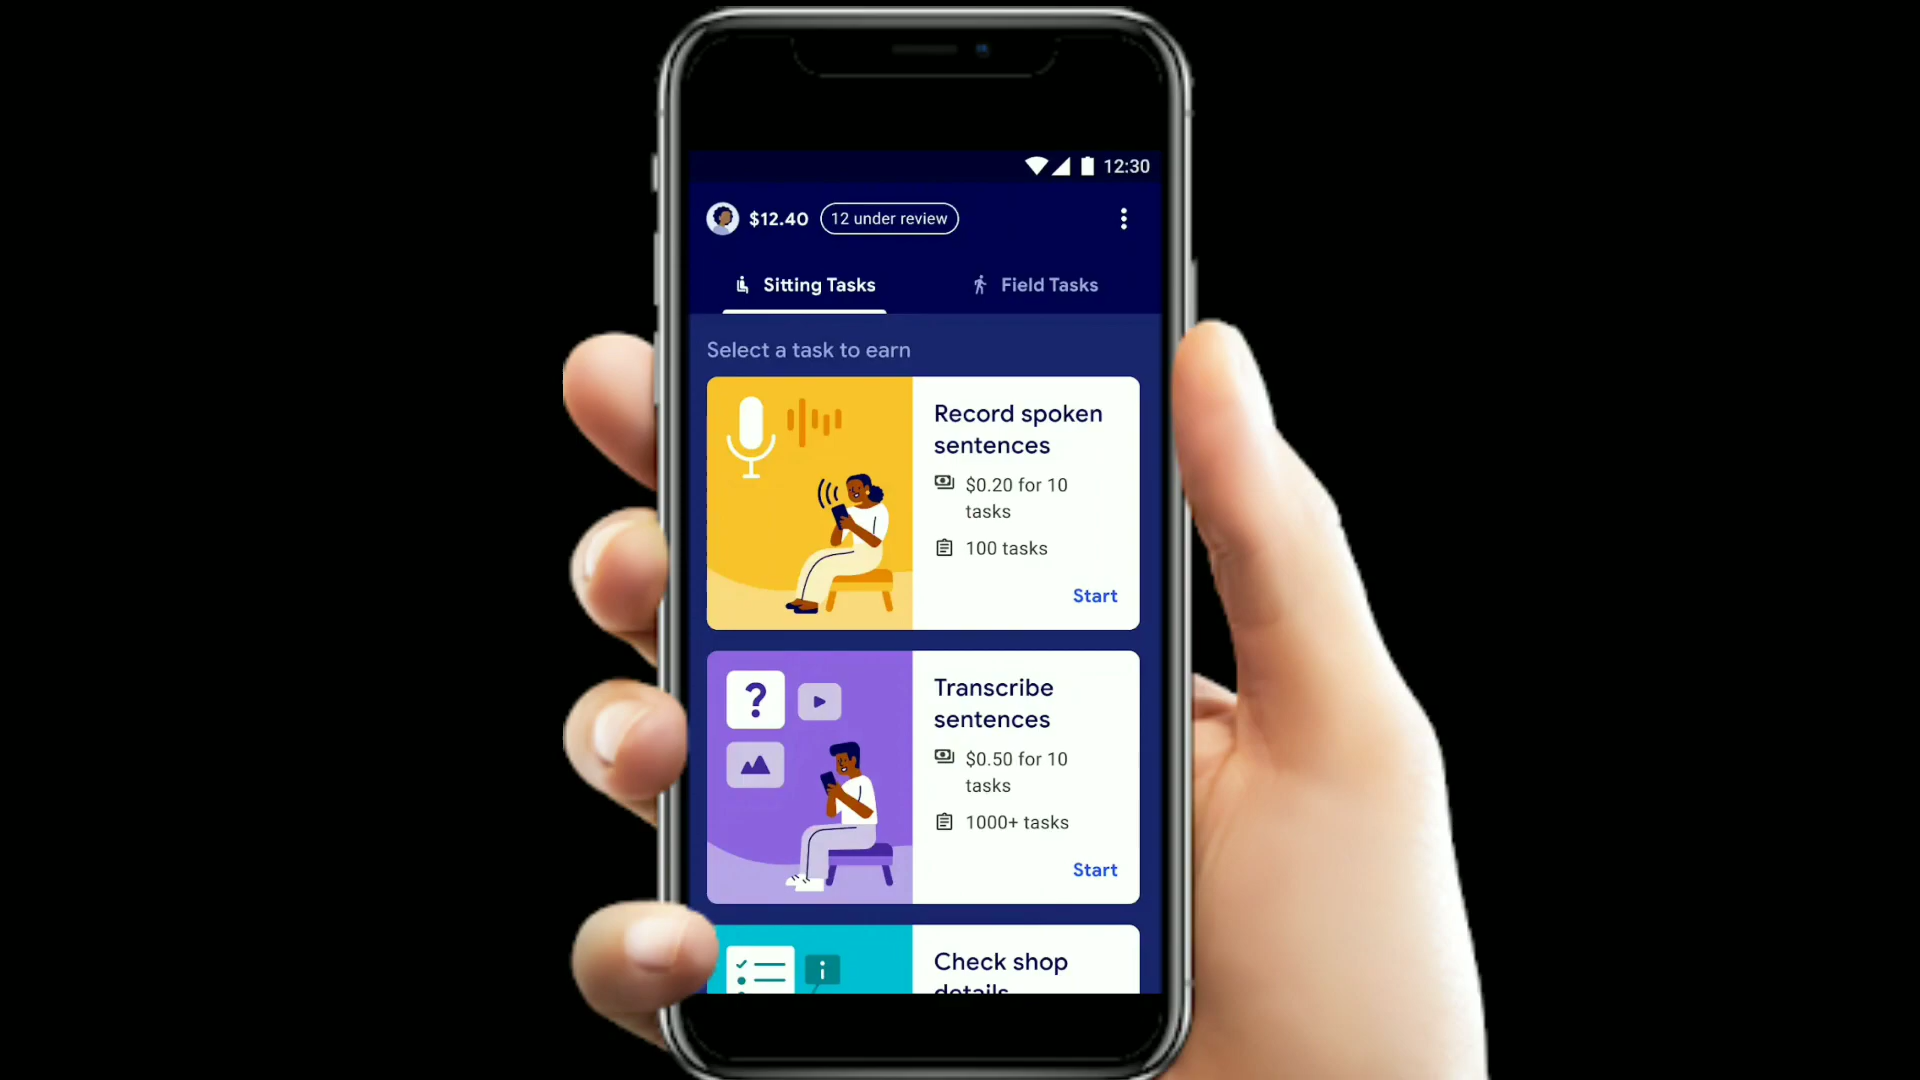 12:30
$12.40
12 under review
Sitting Tasks
Field Tasks
Select a task to earn
Record spoken
sentences
$0.20 for 10
tasks
100 tasks
Start
?
Transcribe
sentences
$0.50 for 10
tasks
1000+ tasks
Start
i
Check shop
details